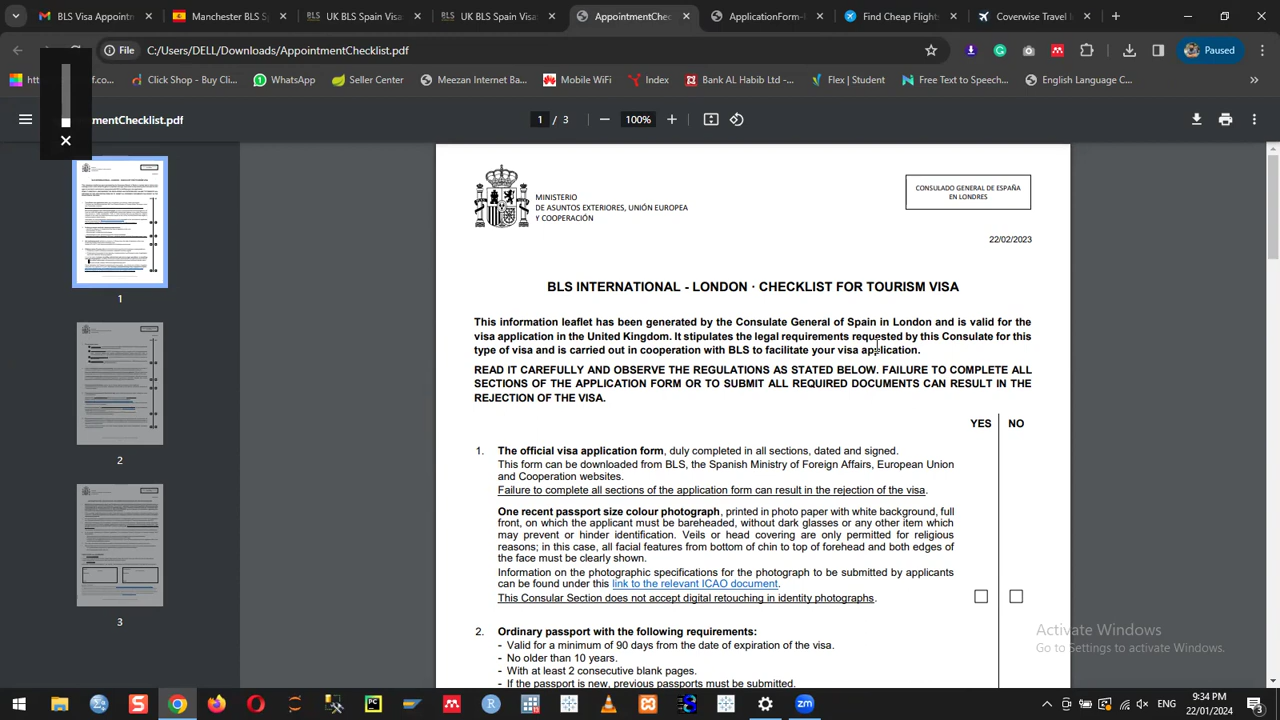 Spain Visa A
Manchester BLS S
BLS UK BLS Spain Visa
BLS UK Spain Visa
AppointmentChec
ApplicationForm.
Find cheap fligh
Covered Travel I
File C:/Users/DELL/Downloads/AppointmentChecklist.pdf
Paused
Click Shop - Buy Cli...
WhatsApp
Seller Center
Meezan Internet Ba...
Mobile WiFi
Index
Bank AL Habib Ltd -...
Flex | Student
Free Text to Speech...
English Language C...
ntmentChecklist.pdf
1 / 3
100%
MINISTERIO
DE ASUNTOS EXTERIORES, UNIÓN EUROPEA
Y COOPERACIÓN
CONSULADO GENERAL DE ESPAÑA
EN LONDRES
22/02/2023
BLS INTERNATIONAL - LONDON · CHECKLIST FOR TOURISM VISA
This information leaflet has been generated by the Consulate General of Spain in London and is valid for the
visa application in the United Kingdom. It stipulates the legal requirements requested by this Consulate for this
type of visa and is carried out in cooperation with BLS to facilitate your visa application.
READ IT CAREFULLY AND OBSERVE THE REGULATIONS AS STATED BELOW. FAILURE TO COMPLETE ALL
SECTIONS OF THE APPLICATION FORM OR TO SUBMIT ALL REQUIRED DOCUMENTS CAN RESULT IN THE
REJECTION OF THE VISA.
YES NO
1. The official visa application form, duly completed in all sections, dated and signed.
This form can be downloaded from BLS, the Spanish Ministry of Foreign Affairs, European Union
and Cooperation websites.
Failure to complete all sections of the application form can result in the rejection of the visa.
One recent passport size colour photograph, printed in photo paper with white background, full
front, on which the applicant must be bareheaded, without dark glasses or any other item which
may prevent or hinder identification. Veils or head covering are only permitted for religious
reasons; in this case, all facial features from bottom of chin to top of forehead and both edges of
the face must be clearly shown.
Information on the photographic specifications for the photograph to be submitted by applicants
can be found under this link to the relevant ICAO document.
This Consular Section does not accept digital retouching in identity photographs.
2. Ordinary passport with the following requirements:
- Valid for a minimum of 90 days from the date of expiration of the visa.
- No older than 10 years.
- With at least 2 consecutive blank pages.
- If the passport is new, previous passports must be submitted.
1
2
3
Activate Windows
Go to Settings to activate Windows.
ENG
9:34 PM
22/01/2024